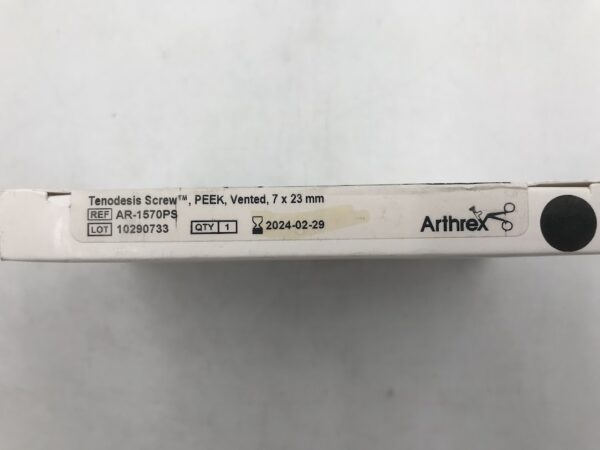 Tenodesis Screw™, PEEK, Vented, 7 x 23 mm
REF AR-1570PS
LOT 10290733 QTY 1 2024-02-29
Arthrex